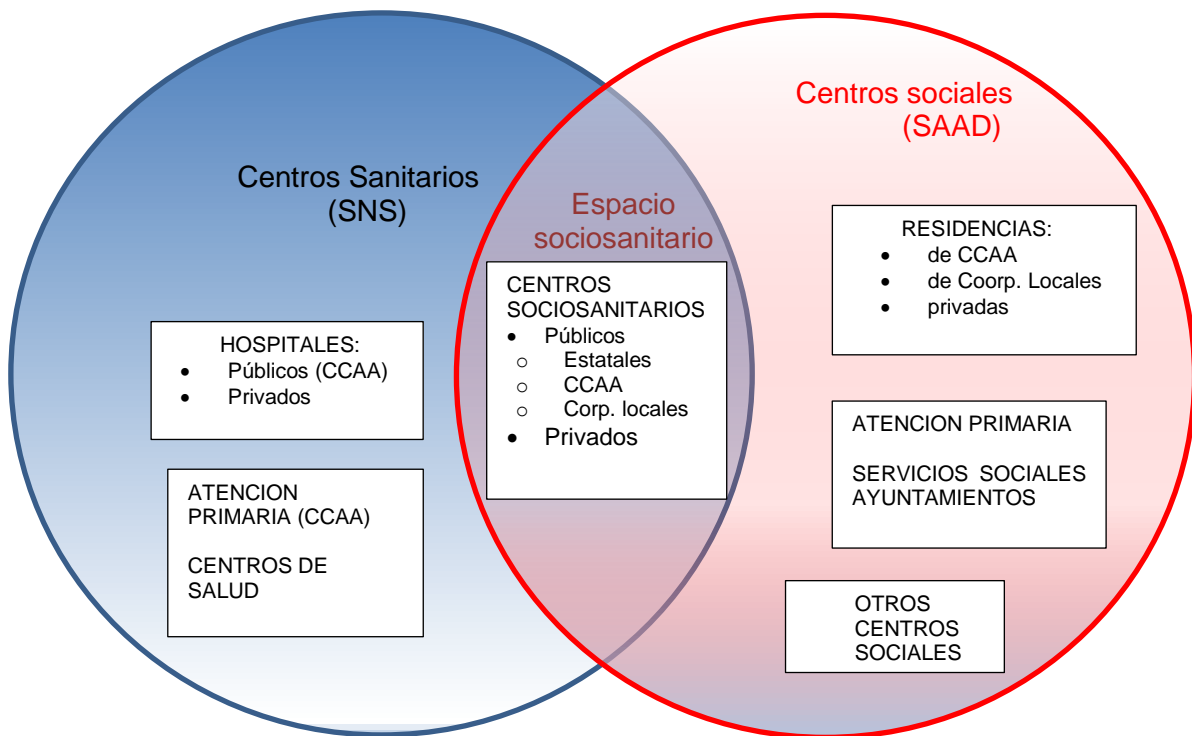 Centros Sanitarios
(SNS)
HOSPITALES:
• Públicos (CCAA)
• Privados
ATENCION
PRIMARIA (CCAA)
CENTROS DE
SALUD
Espacio
sociosanitario
CENTROS
SOCIOSANITARIOS
• Públicos
o Estatales
o CCAA
o Corp. locales
• Privados
Centros sociales
(SAAD)
RESIDENCIAS:
• de CCAA
• de Coorp. Locales
• privadas
ATENCION PRIMARIA
SERVICIOS SOCIALES
AYUNTAMIENTOS
OTROS
CENTROS
SOCIALES